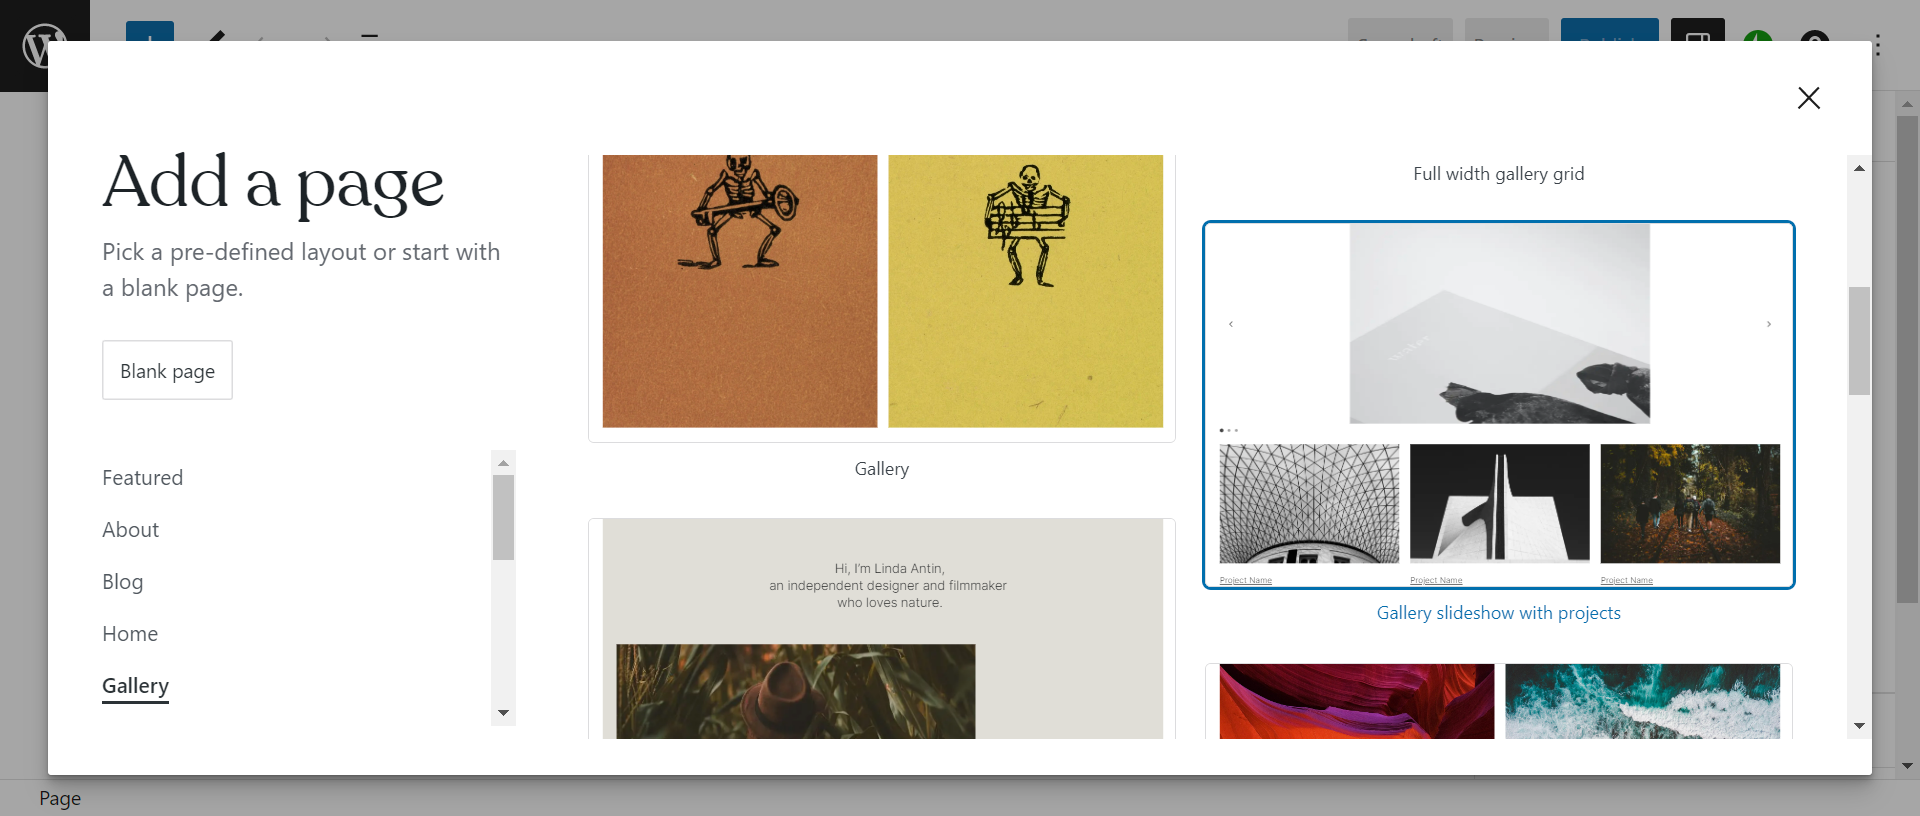 Add a page
Pick a pre-defined layout or start with
a blank page.
Blank page
Featured
About
Blog
Home
Gallery
Gallery
Hi, I'm Linda Antin,
an independent designer and filmmaker
who loves nature.
Full width gallery grid
Project Name
Project Name
Project Name
Gallery slideshow with projects
Page